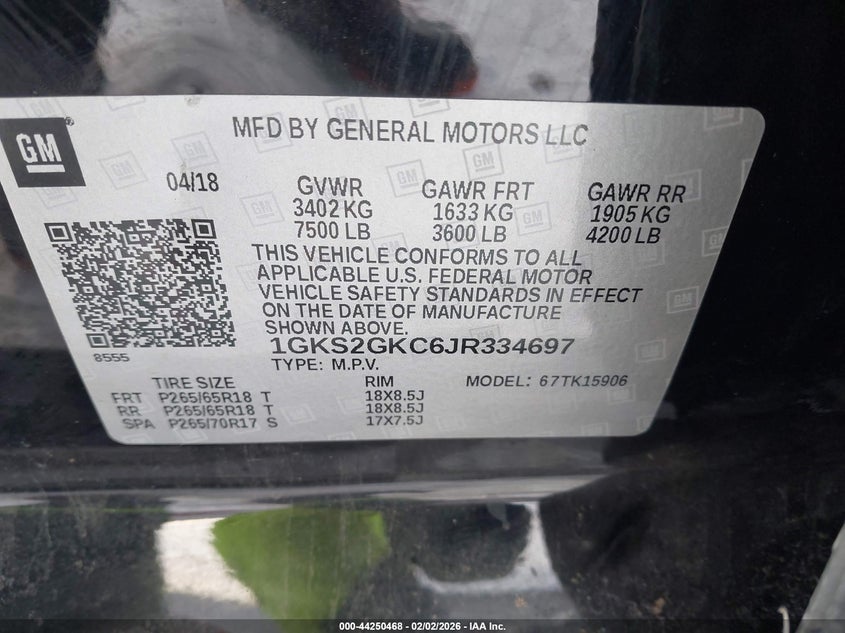 GM
MFD BY GENERAL MOTORS LLC
04/18
GVWR GAWR FRT GAWR RR
3402 KG 1633 KG 1905 KG
7500 LB 3600 LB 4200 LB
THIS VEHICLE CONFORMS TO ALL
APPLICABLE U.S. FEDERAL MOTOR
VEHICLE SAFETY STANDARDS IN EFFECT
ON THE DATE OF MANUFACTURE
SHOWN ABOVE.
8555
1GKS2GKC6JR334697
TYPE: M.P.V.
TIRE SIZE RIM MODEL: 67TK15906
FRT P265/65R18 T 18X8.5J
RR P265/65R18 T 18X8.5J
SPA P265/70R17 S 17X7.5J
000-44250468 - 02/02/2026 - IAA Inc.